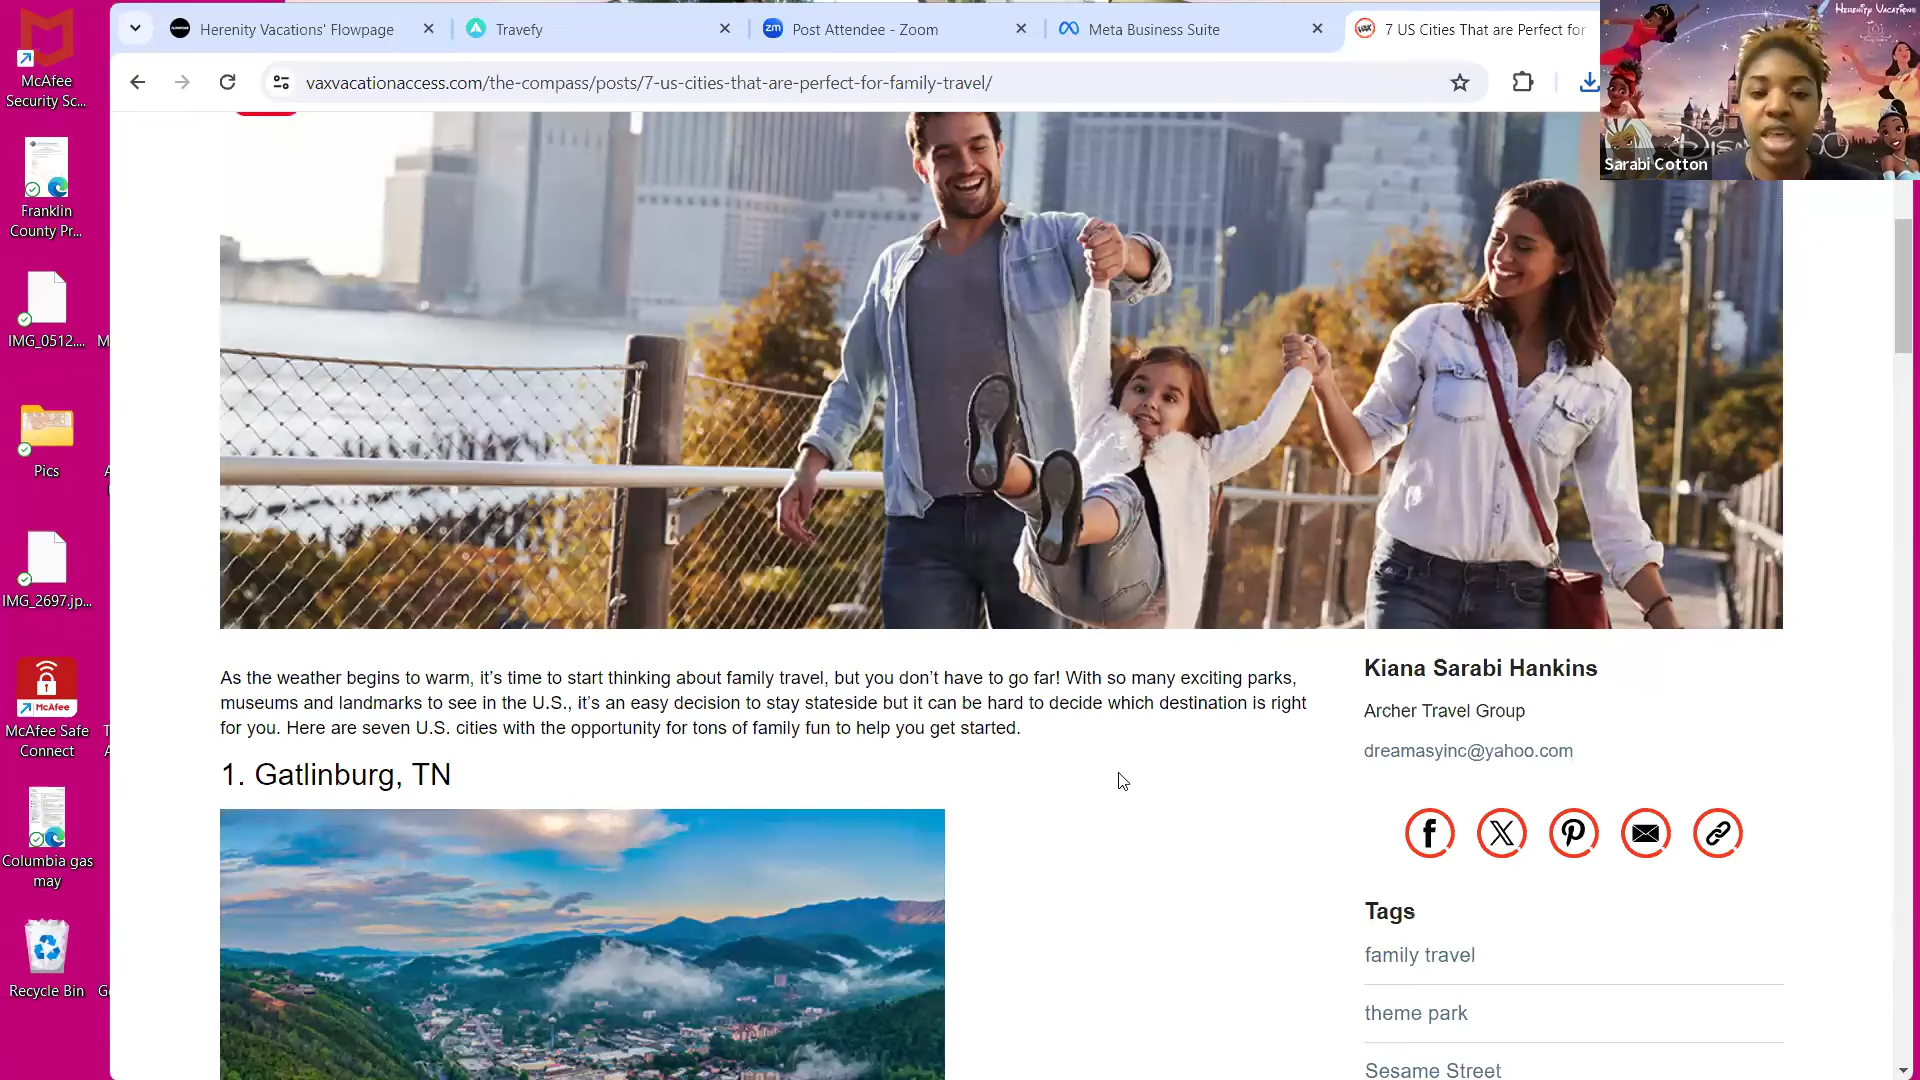 McAfee
Security Sc...
Franklin
County Pr...
IMG_0512....
Pics
IMG_2697.jp...
McAfee
McAfee Safe
Connect
Columbia gas
may
Recycle Bin
Herenity Vacations' Flowpage
Travefy
zm
Post Attendee - Zoom
Meta Business Suite
7 US Cities That are Perfect for
vaxvacationaccess.com/the-compass/posts/7-us-cities-that-are-perfect-for-family-travel/
Herenity Vacations
Sarabi Cotton
As the weather begins to warm, it’s time to start thinking about family travel, but you don’t have to go far! With so many exciting parks,
museums and landmarks to see in the U.S., it’s an easy decision to stay stateside but it can be hard to decide which destination is right
for you. Here are seven U.S. cities with the opportunity for tons of family fun to help you get started.
1. Gatlinburg, TN
Kiana Sarabi Hankins
Archer Travel Group
dreamasyinc@yahoo.com
Tags
family travel
theme park
Sesame Street